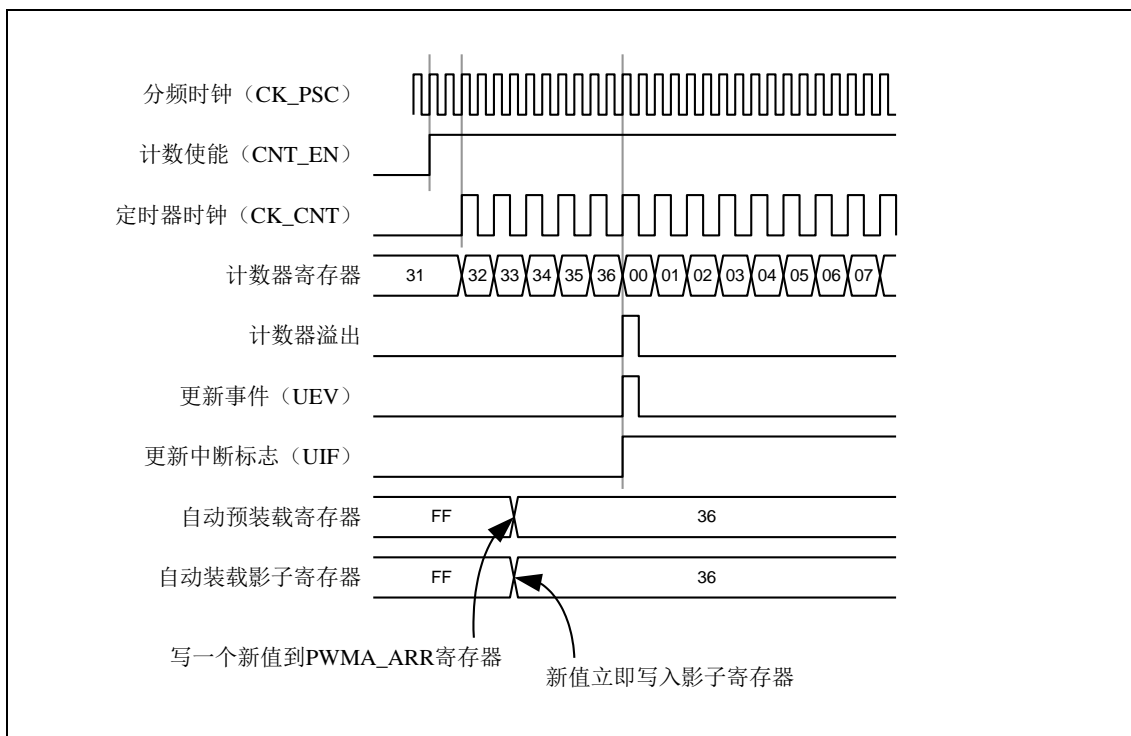 分频时钟（CK_PSC）
计数使能（CNT_EN）
定时器时钟（CK_CNT）
计数器寄存器 31 32 33 34 35 36 00 01 02 03 04 05 06 07
计数器溢出
更新事件（UEV）
更新中断标志（UIF）
自动预装载寄存器 FF 36
自动装载影子寄存器 FF 36
写一个新值到PWMA_ARR寄存器
新值立即写入影子寄存器